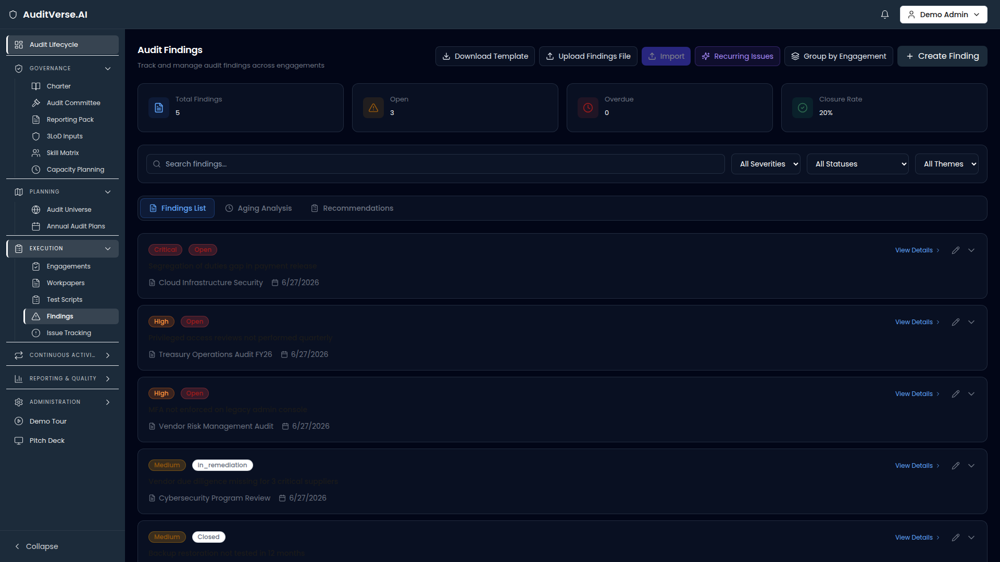 AuditVerse.AI
Demo Admin
Audit Lifecycle
GOVERNANCE
Charter
Audit Committee
Reporting Pack
3LoD Inputs
Skill Matrix
Capacity Planning
PLANNING
Audit Universe
Annual Audit Plans
EXECUTION
Engagements
Workpapers
Test Scripts
Findings
Issue Tracking
CONTINUOUS ACTIVI...
REPORTING & QUALITY
ADMINISTRATION
Demo Tour
Pitch Deck
Collapse
Audit Findings
Track and manage audit findings across engagements
Download Template
Upload Findings File
Import
Recurring Issues
Group by Engagement
Create Finding
Total Findings
5
Open
3
Overdue
0
Closure Rate
20%
Search findings...
All Severities
All Statuses
All Themes
Findings List
Aging Analysis
Recommendations
Critical Open
View Details
Segregation of duties gap in payment release
Cloud Infrastructure Security 6/27/2026
High Open
View Details
Privileged access reviews not performed quarterly
Treasury Operations Audit FY26 6/27/2026
High Open
View Details
MFA not enforced on legacy admin console
Vendor Risk Management Audit 6/27/2026
Medium in_remediation
View Details
Vendor due diligence missing for 3 critical suppliers
Cybersecurity Program Review 6/27/2026
Medium Closed
View Details
Backup restoration not tested in 12 months